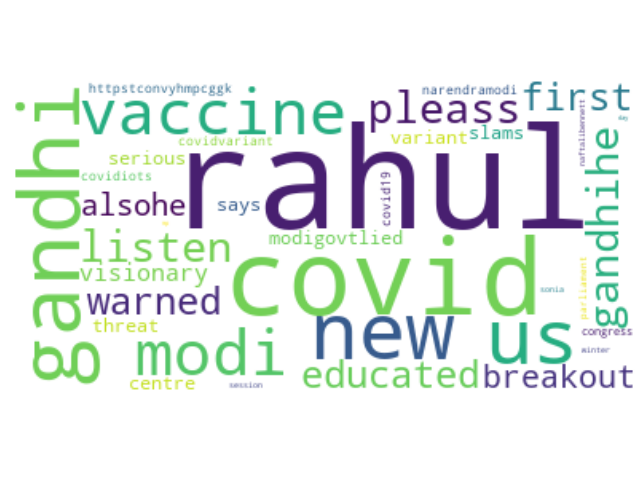 httpstconvyhmpcggk
narendramodi
first
vaccine
pleass
naftalibennett
day
covidvariant
variant
slams
gandhi
serious
rahul
gandhihe
covidiots
covid19
alsohe
says
listen
modigovtlied
covid
visionary
parliament
sonia
warned
new
us
threat
congress
modi
winter
educated
breakout
centre
session